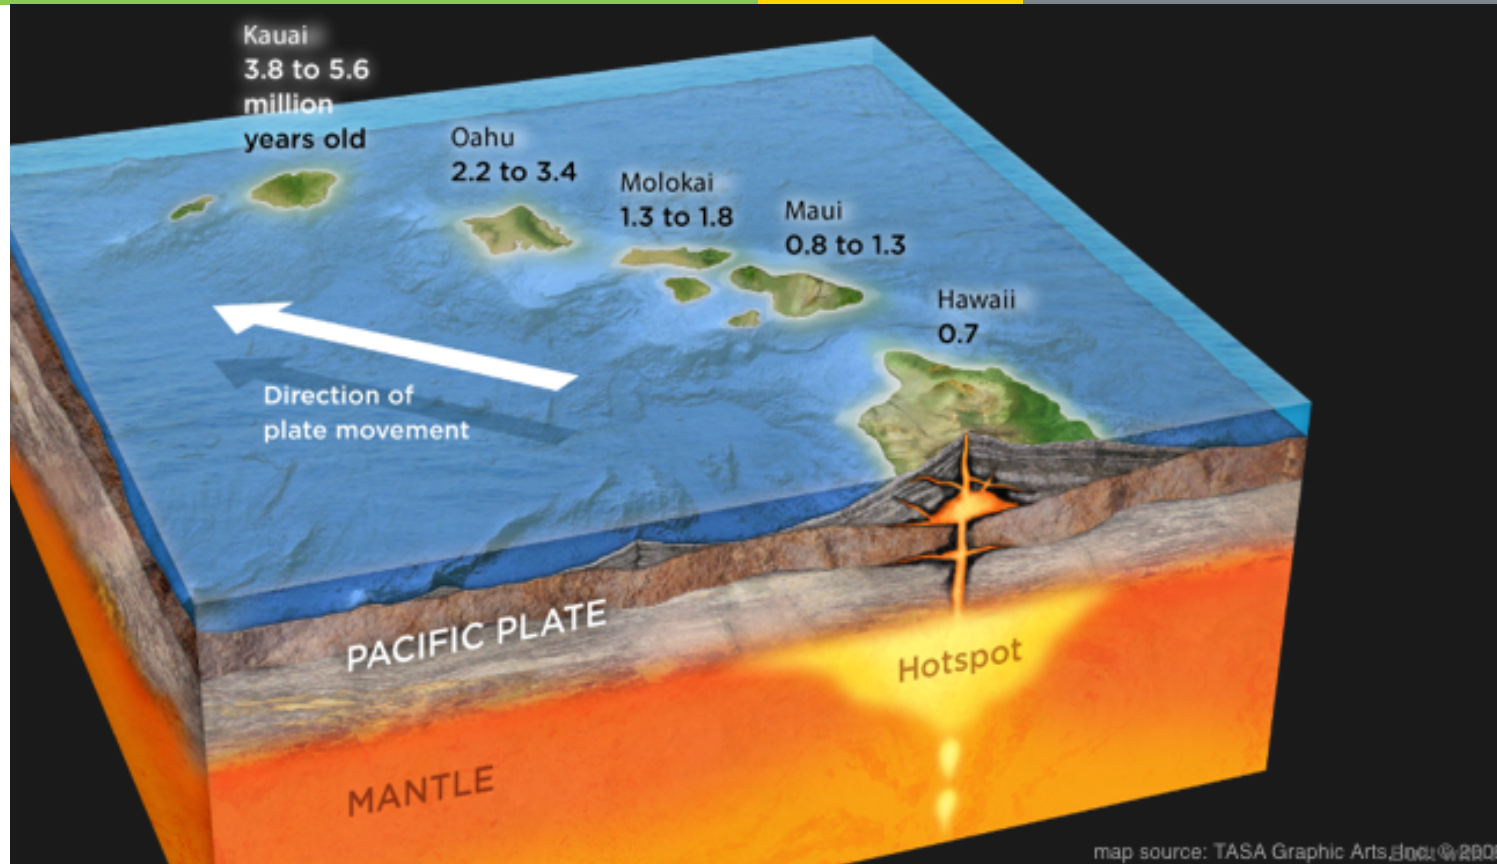 Kauai
3.8 to 5.6
million
years old
Oahu
2.2 to 3.4
Molokai
1.3 to 1.8
Maui
0.8 to 1.3
Hawaii
0.7
Direction of
plate movement
PACIFIC PLATE
Hotspot
MANTLE
map source: TASA Graphic Arts, Inc. ©